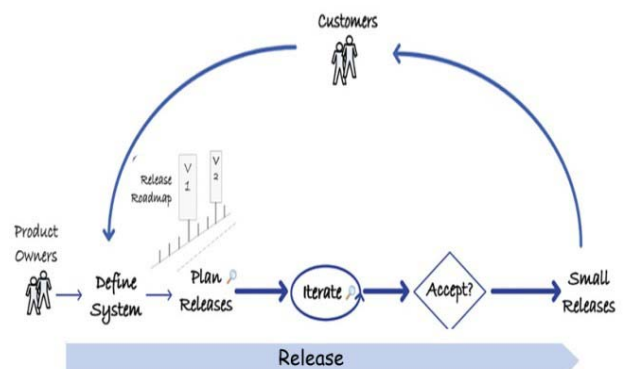 Customers
V
1
V
2
Release
Roadmap
Product
Owners
Define
System
Plan
Releases
Iterate
Accept?
Small
Releases
Release